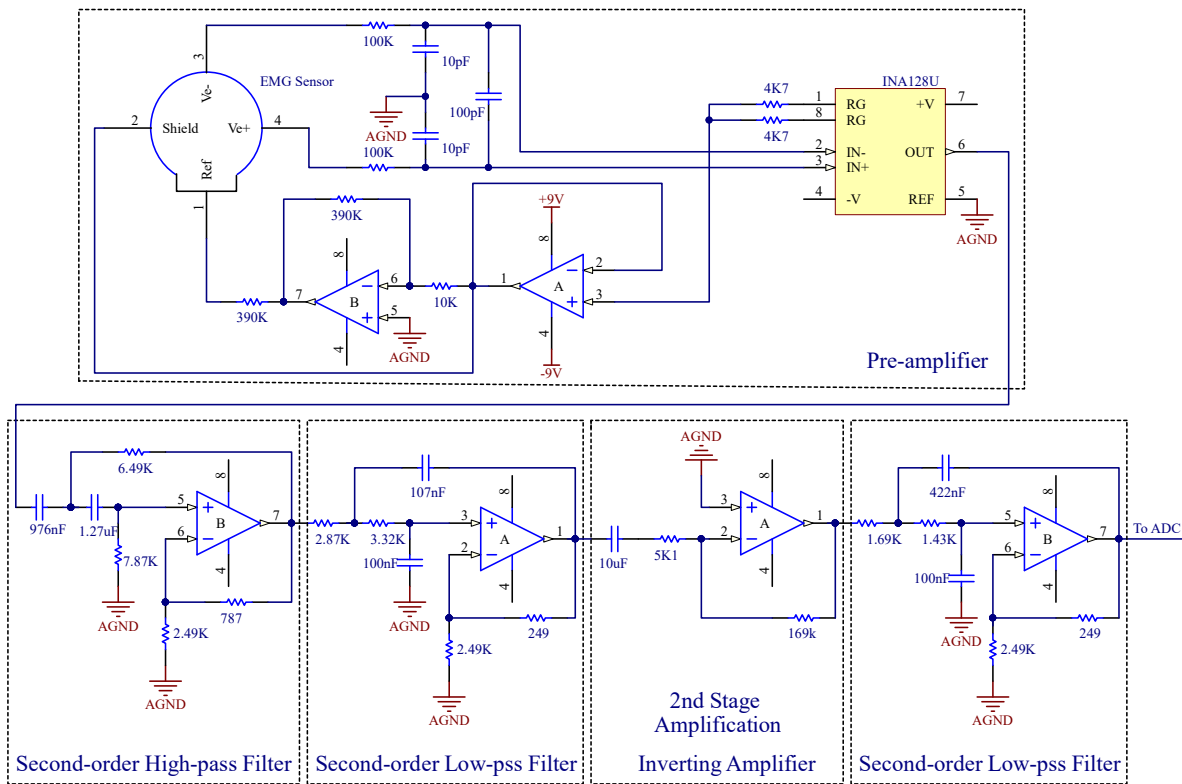 3
100K
10pF
EMG Sensor
Ve-
2
Shield
Ve+
4
AGND
100pF
10pF
100K
Ref
1
INA128U
4K7
1
RG
+V
7
8
RG
4K7
2
IN-
OUT
6
3
IN+
4
-V
REF
5
AGND
390K
+9V
8
8
2
1
A
3
6
7
B
5
10K
390K
4
AGND
4
-9V
Pre-amplifier
6.49K
8
976nF
1.27uF
5
B
7
6
7.87K
4
AGND
787
2.49K
AGND
Second-order High-pass Filter
107nF
8
2.87K
3.32K
3
A
1
2
100nF
4
AGND
249
2.49K
AGND
Second-order Low-pss Filter
AGND
8
3
A
1
2
10uF
5K1
4
169k
2nd Stage
Amplification
Inverting Amplifier
422nF
8
1.69K
1.43K
5
B
7
To ADC
6
100nF
4
AGND
249
2.49K
AGND
Second-order Low-pss Filter